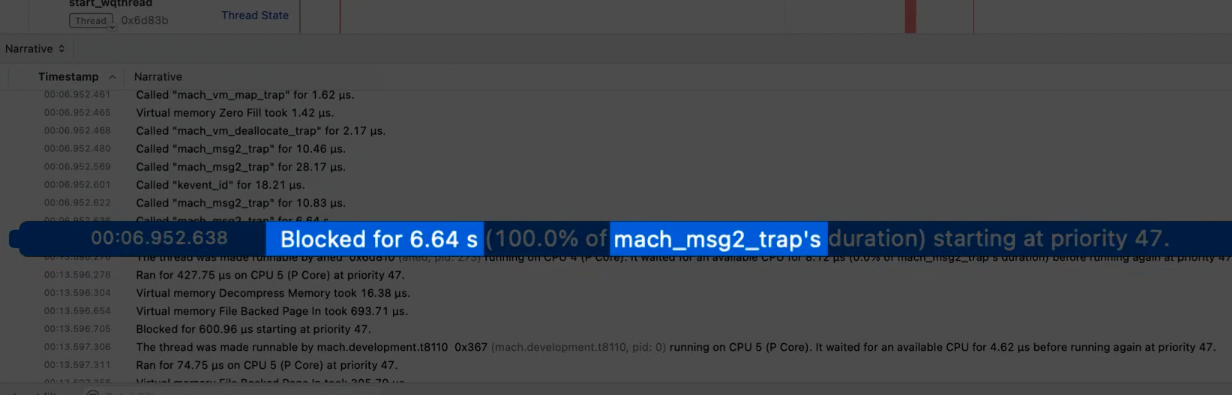 start_wqthread
Thread 0x6d83b Thread State
Narrative
Timestamp Narrative
00:06.952.461 Called "mach_vm_map_trap" for 1.62 µs.
00:06.952.465 Virtual memory Zero Fill took 1.42 µs.
00:06.952.468 Called "mach_vm_deallocate_trap" for 2.17 µs.
00:06.952.480 Called "mach_msg2_trap" for 10.46 µs.
00:06.952.569 Called "mach_msg2_trap" for 28.17 µs.
00:06.952.601 Called "kevent_id" for 18.21 µs.
00:06.952.622 Called "mach_msg2_trap" for 10.83 µs.
Called "mach_msg2_trap" for 6.64 s.
00:06.952.638 Blocked for 6.64 s (100.0% of mach_msg2_trap's duration) starting at priority 47.
The thread was made runnable by aned 0x6d810 (aned, pid: 275) running on CPU 4 (P Core). It waited for an available CPU for 8.12 µs (0.0% of mach_msg2_trap's duration) before running again at priority 47
00:13.596.278 Ran for 427.75 µs on CPU 5 (P Core) at priority 47.
00:13.596.304 Virtual memory Decompress Memory took 16.38 µs.
00:13.596.654 Virtual memory File Backed Page In took 693.71 µs.
00:13.596.705 Blocked for 600.96 µs starting at priority 47.
00:13.597.306 The thread was made runnable by mach.development.t8110 0x367 (mach.development.t8110, pid: 0) running on CPU 5 (P Core). It waited for an available CPU for 4.62 µs before running again at priority 47.
00:13.597.311 Ran for 74.75 µs on CPU 5 (P Core) at priority 47.
Virtual memory File Backed Page In took